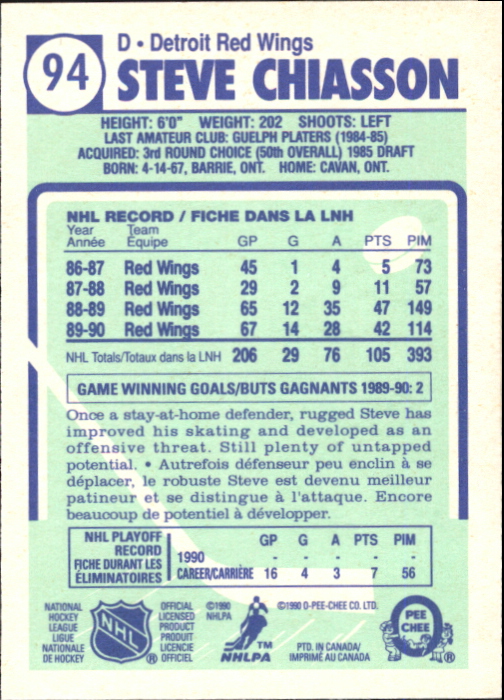 94
D • Detroit Red Wings
STEVE CHIASSON
HEIGHT: 6'0" WEIGHT: 202 SHOOTS: LEFT
LAST AMATEUR CLUB: GUELPH PLATERS (1984-85)
ACQUIRED: 3rd ROUND CHOICE (50th OVERALL) 1985 DRAFT
BORN: 4-14-67, BARRIE, ONT. HOME: CAVAN, ONT.
NHL RECORD / FICHE DANS LA LNH
Year Team
Année Équipe GP G A PTS PIM
86-87 Red Wings 45 1 4 5 73
87-88 Red Wings 29 2 9 11 57
88-89 Red Wings 65 12 35 47 149
89-90 Red Wings 67 14 28 42 114
NHL Totals/Totaux dans la LNH 206 29 76 105 393
GAME WINNING GOALS/BUTS GAGNANTS 1989-90: 2
Once a stay-at-home defender, rugged Steve has
improved his skating and developed as an
offensive threat. Still plenty of untapped
potential. • Autrefois défenseur peu enclin à se
déplacer, le robuste Steve est devenu meilleur
patineur et se distingue à l'attaque. Encore
beaucoup de potentiel à développer.
NHL PLAYOFF RECORD
FICHE DURANT LES ÉLIMINATOIRES
GP G A PTS PIM
1990 - - - - -
CAREER/CARRIÈRE 16 4 3 7 56
NATIONAL
HOCKEY
LEAGUE
LIGUE
NATIONALE
DE HOCKEY
NHL
®
OFFICIAL
LICENSED
PRODUCT
PRODUIT
LICENCIÉ
OFFICIEL
©1990
NHLPA
TM
NHLPA
©1990 O-PEE-CHEE CO. LTD.
PTD. IN CANADA/
IMPRIMÉ AU CANADA
PEE
CHEE
®